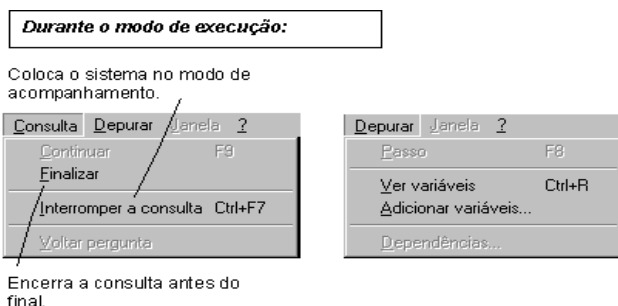 Durante o modo de execução:
Coloca o sistema no modo de
acompanhamento.
Consulta Depurar Janela ?
Continuar F9
Finalizar
Interromper a consulta Ctrl+F7
Voltar pergunta
Depurar Janela ?
Passo F8
Ver variáveis Ctrl+R
Adicionar variáveis...
Dependências...
Encerra a consulta antes do
final.